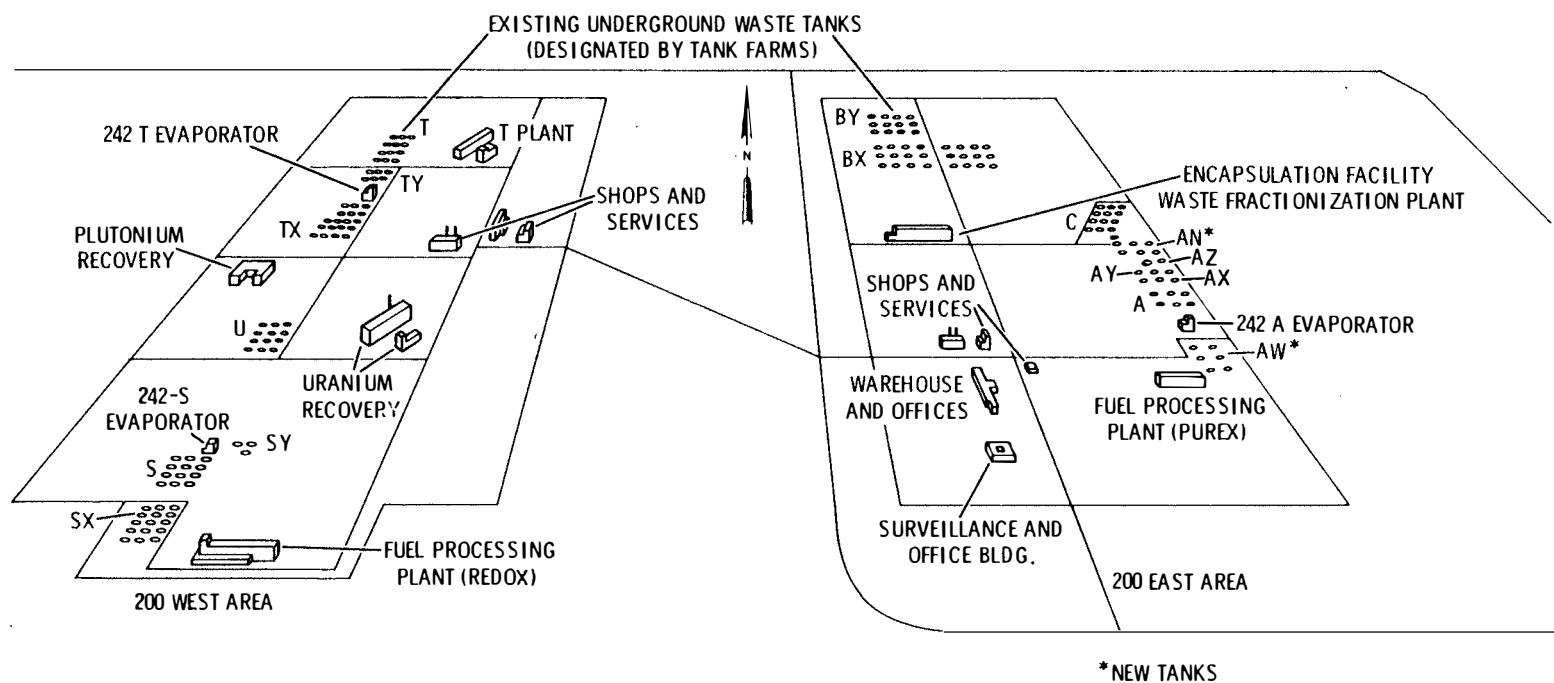 EXISTING UNDERGROUND WASTE TANKS
(DESIGNATED BY TANK FARMS)
242 T EVAPORATOR
T
T PLANT
TY
SHOPS AND
SERVICES
TX
PLUTONIUM
RECOVERY
U
URANIUM
RECOVERY
242-S
EVAPORATOR
SY
S
SX
FUEL PROCESSING
PLANT (REDOX)
200 WEST AREA
N
BY
BX
ENCAPSULATION FACILITY
WASTE FRACTIONIZATION PLANT
C
AN*
AZ
AY
AX
A
SHOPS AND
SERVICES
242 A EVAPORATOR
AW*
WAREHOUSE
AND OFFICES
FUEL PROCESSING
PLANT (PUREX)
SURVEILLANCE AND
OFFICE BLDG.
200 EAST AREA
*NEW TANKS